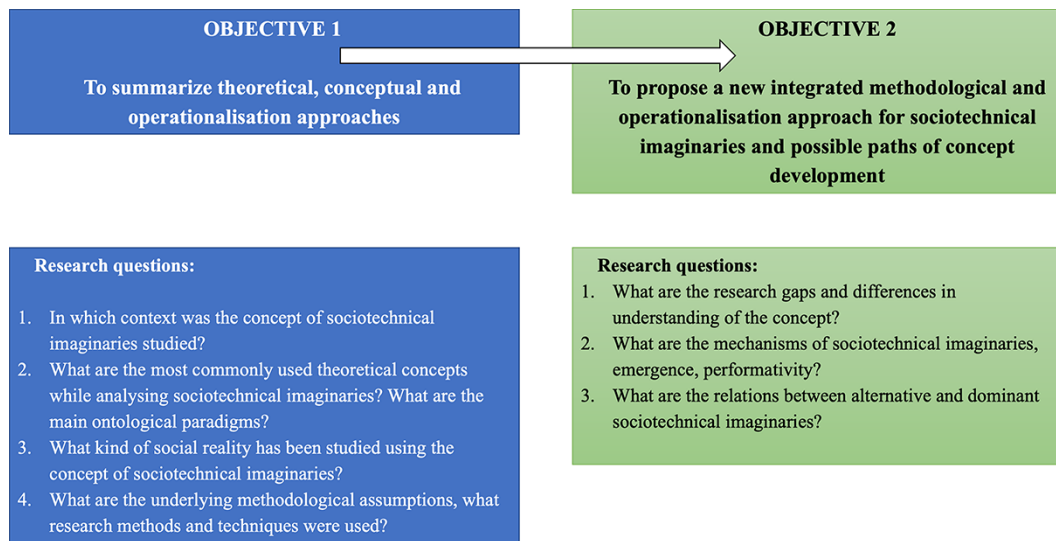 OBJECTIVE 1
To summarize theoretical, conceptual and
operationalisation approaches
OBJECTIVE 2
To propose a new integrated methodological and
operationalisation approach for sociotechnical
imaginaries and possible paths of concept
development
Research questions:
1. In which context was the concept of sociotechnical
imaginaries studied?
2. What are the most commonly used theoretical concepts
while analysing sociotechnical imaginaries? What are the
main ontological paradigms?
3. What kind of social reality has been studied using the
concept of sociotechnical imaginaries?
4. What are the underlying methodological assumptions, what
research methods and techniques were used?
Research questions:
1. What are the research gaps and differences in
understanding of the concept?
2. What are the mechanisms of sociotechnical imaginaries,
emergence, performativity?
3. What are the relations between alternative and dominant
sociotechnical imaginaries?